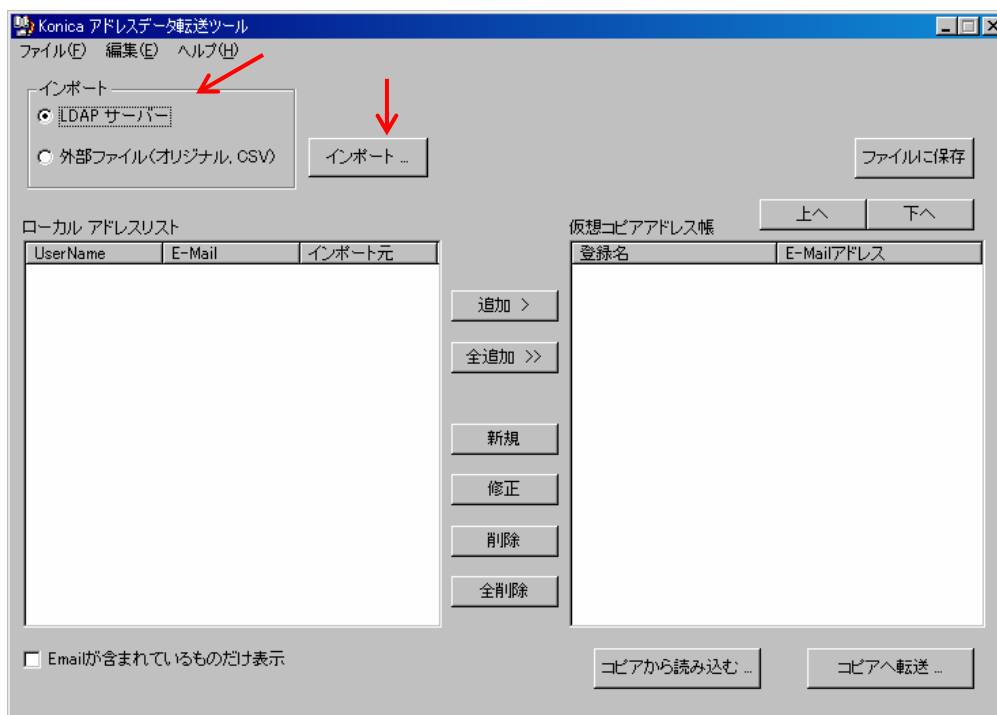 Konica アドレスデータ転送ツール
ファイル(F) 編集(E) ヘルプ(H)
インポート
LDAP サーバー
外部ファイル(オリジナル, CSV)
インポート ...
ファイルに保存
上へ 下へ
ローカル アドレスリスト
仮想コピアアドレス帳
UserName E-Mail インポート元
登録名 E-Mailアドレス
追加 >
全追加 >>
新規
修正
削除
全削除
Emailが含まれているものだけ表示
コピアから読み込む ...
コピアへ転送 ...